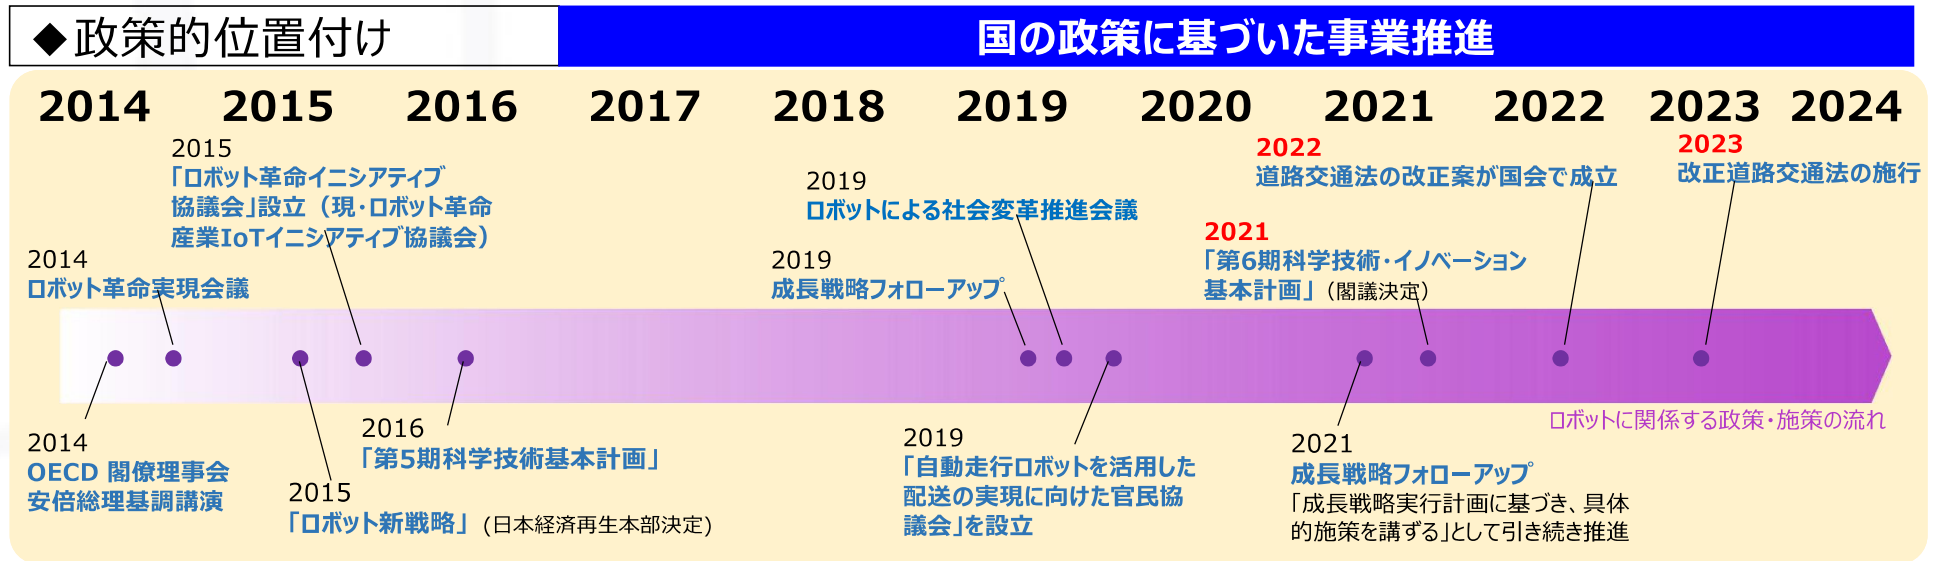 ◆政策的位置付け
国の政策に基づいた事業推進
2014 2015 2016 2017 2018 2019 2020 2021 2022 2023 2024
2015
「ロボット革命イニシアティブ
協議会」設立（現・ロボット革命
産業IoTイニシアティブ協議会）
2014
ロボット革命実現会議
2019
ロボットによる社会変革推進会議
2019
成長戦略フォローアップ
2022
道路交通法の改正案が国会で成立
2021
「第6期科学技術・イノベーション
基本計画」（閣議決定）
2023
改正道路交通法の施行
2014
OECD 閣僚理事会
安倍総理基調講演
2015
「ロボット新戦略」(日本経済再生本部決定)
2016
「第5期科学技術基本計画」
2019
「自動走行ロボットを活用した
配送の実現に向けた官民協
議会」を設立
2021
成長戦略フォローアップ
「成長戦略実行計画に基づき、具体
的施策を講ずる」として引き続き推進
ロボットに関係する政策・施策の流れ